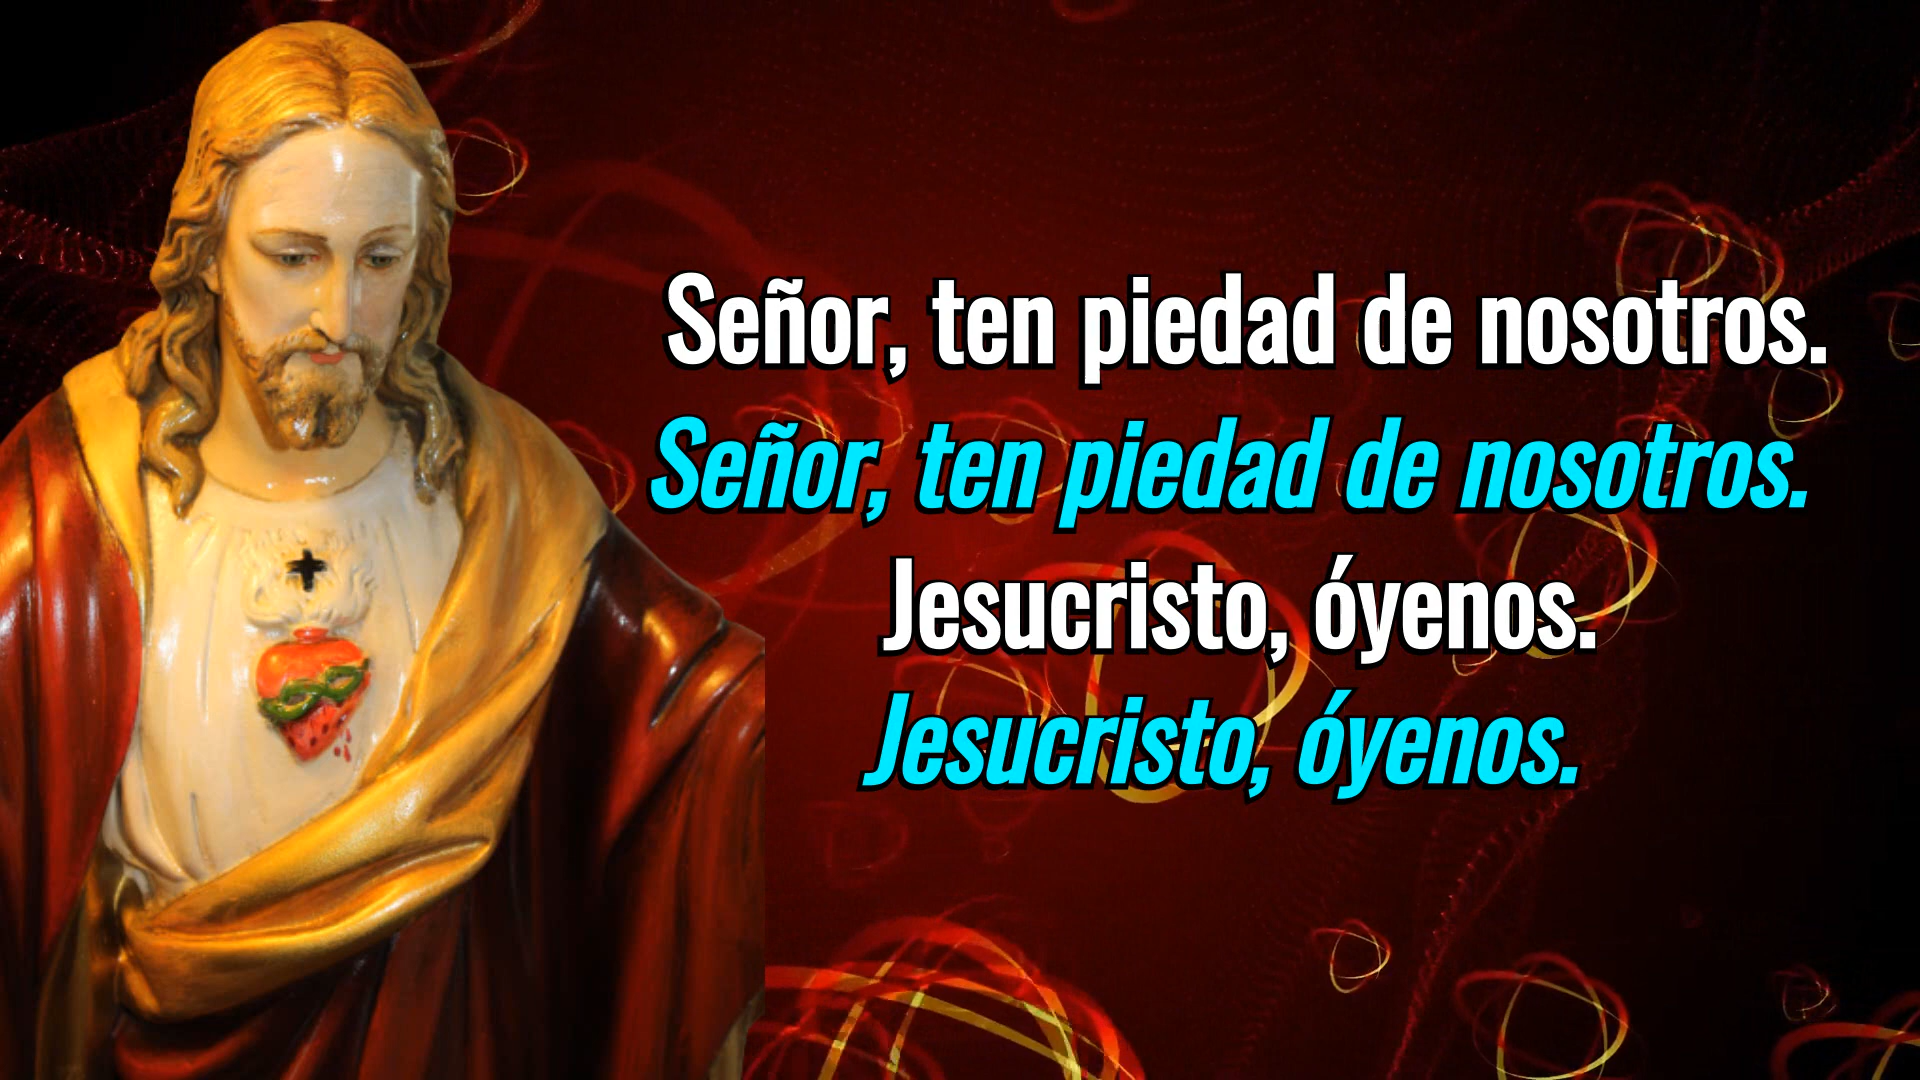 Señor, ten piedad de nosotros.
Señor, ten piedad de nosotros.
Jesucristo, óyenos.
Jesucristo, óyenos.